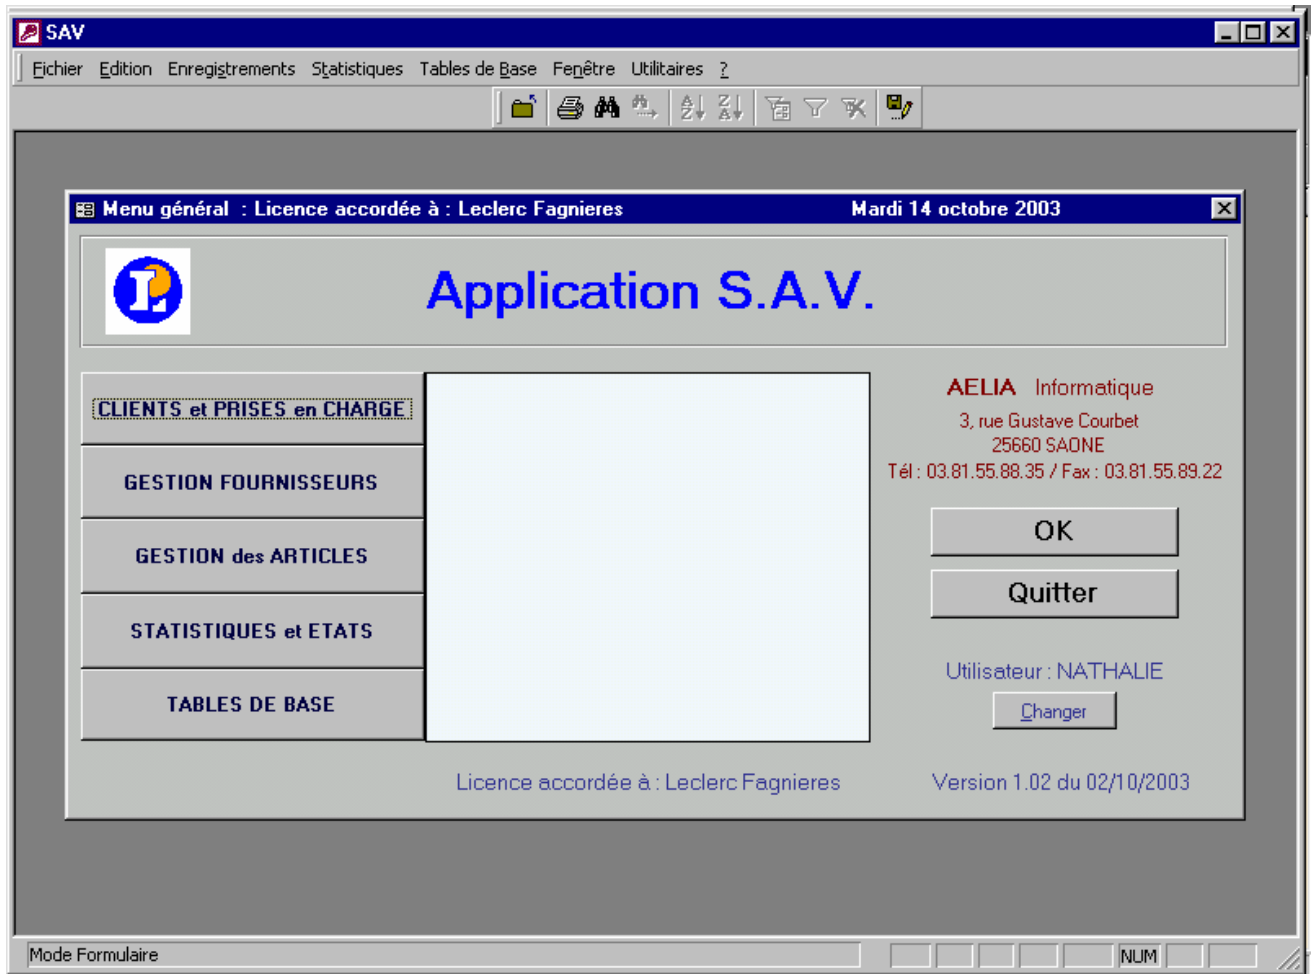 SAV
Fichier Edition Enregistrements Statistiques Tables de Base Fenêtre Utilitaires ?
Menu général : Licence accordée à : Leclerc Fagnieres Mardi 14 octobre 2003
Application S.A.V.
CLIENTS et PRISES en CHARGE
GESTION FOURNISSEURS
GESTION des ARTICLES
STATISTIQUES et ETATS
TABLES DE BASE
AELIA Informatique
3, rue Gustave Courbet
25660 SAONE
Tél : 03.81.55.88.35 / Fax : 03.81.55.89.22
OK
Quitter
Utilisateur : NATHALIE
Changer
Licence accordée à : Leclerc Fagnieres Version 1.02 du 02/10/2003
Mode Formulaire NUM